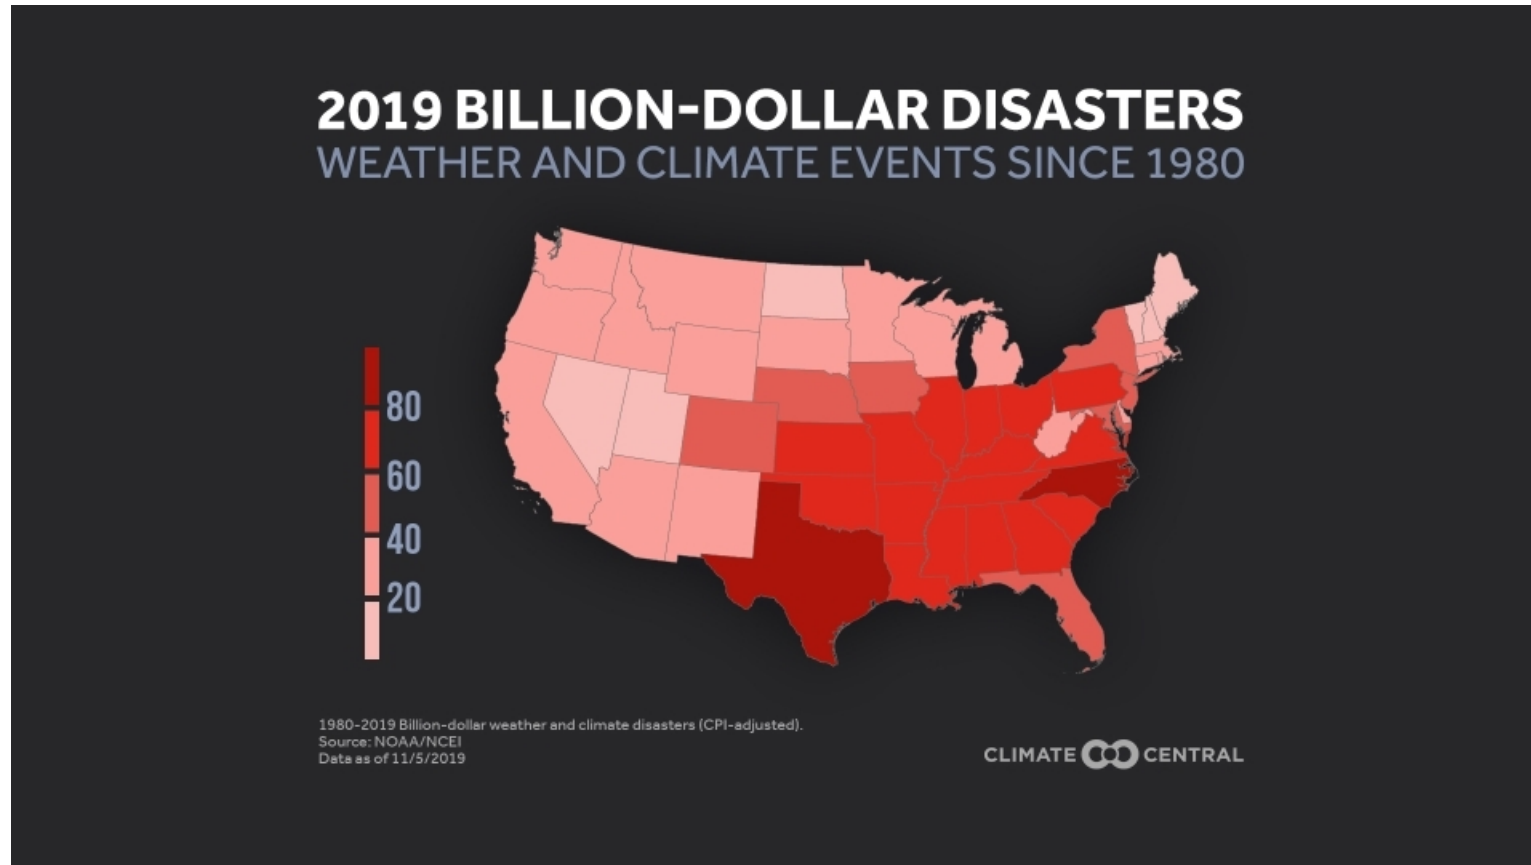 2019 BILLION-DOLLAR DISASTERS
WEATHER AND CLIMATE EVENTS SINCE 1980
80
60
40
20
1980-2019 Billion-dollar weather and climate disasters (CPI-adjusted).
Source: NOAA/NCEI
Data as of 11/5/2019
CLIMATE CENTRAL